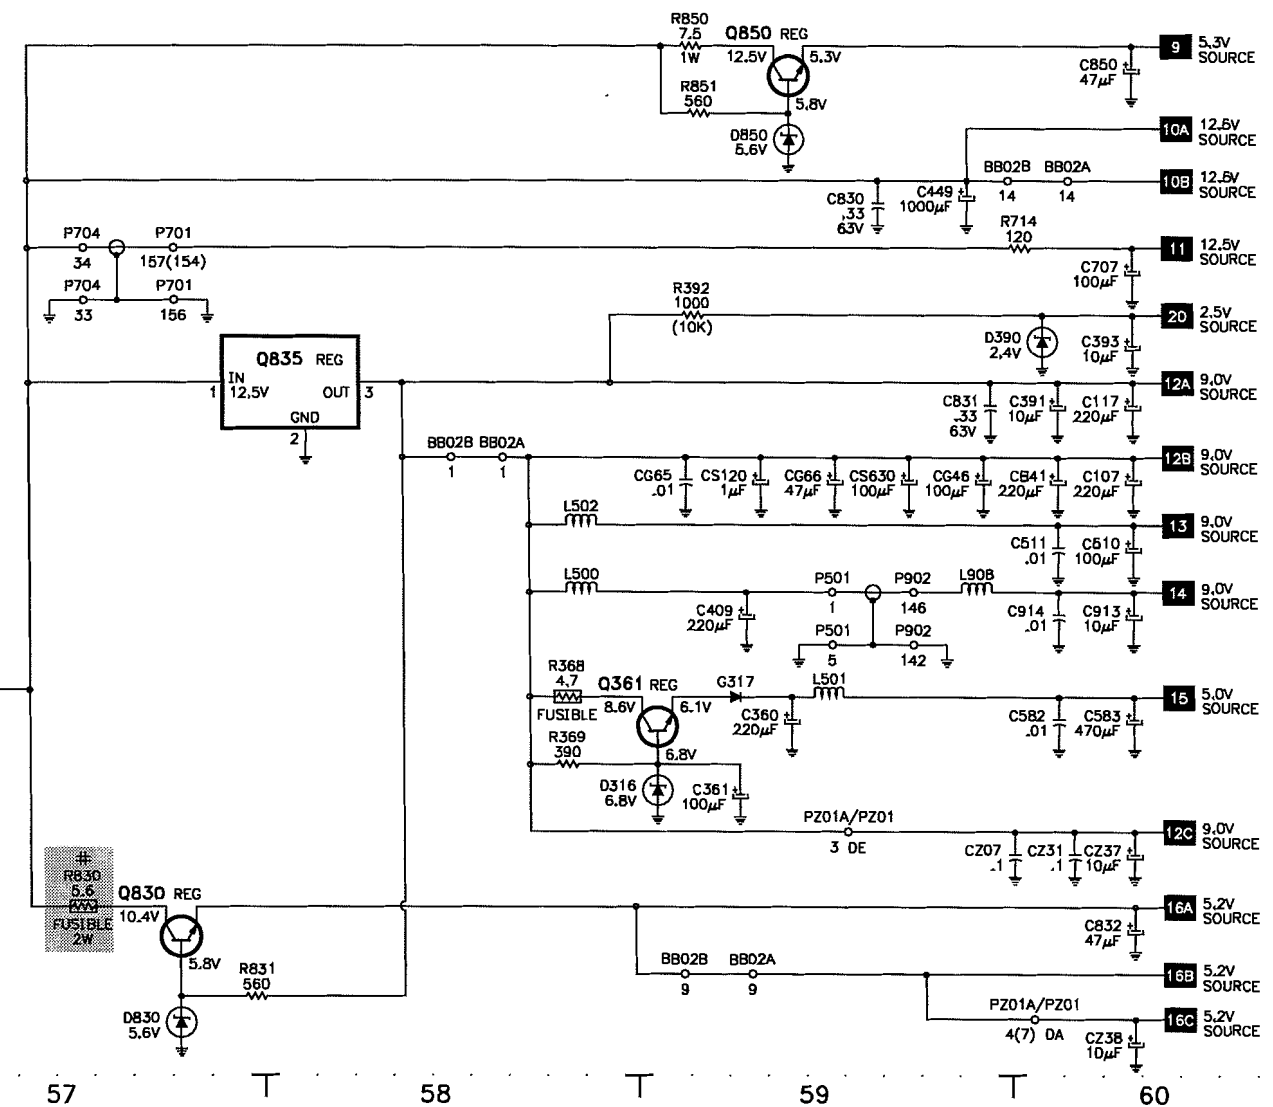 R850
7.5
1W
Q850 REG
12.5V
5.3V
5.8V
R851
560
D850
5.6V
C850
47µF
9
5.3V
SOURCE
10A
12.6V
SOURCE
C830
.33
63V
C449
1000µF
BB02B
14
BB02A
14
10B
12.6V
SOURCE
P704
34
P701
157(154)
P704
33
P701
156
R714
120
C707
100µF
11
12.5V
SOURCE
R392
1000
(10K)
D390
2.4V
C393
10µF
20
2.5V
SOURCE
Q835 REG
IN
12.5V
OUT
GND
1
2
3
C831
.33
63V
C391
10µF
C117
220µF
12A
9.0V
SOURCE
BB02B
1
BB02A
1
CG65
.01
CS120
1µF
CG66
47µF
CS630
100µF
CG46
100µF
C841
220µF
C107
220µF
12B
9.0V
SOURCE
L502
C511
.01
C510
100µF
13
9.0V
SOURCE
L500
C409
220µF
P501
1
P902
146
L908
P501
5
P902
142
C914
.01
C913
10µF
14
9.0V
SOURCE
R368
4.7
FUSIBLE
Q361 REG
8.6V
6.1V
6.8V
G317
C360
220µF
L501
C582
.01
C583
470µF
15
5.0V
SOURCE
R369
390
D316
6.8V
C361
100µF
PZ01A/PZ01
3 DE
CZ07
.1
CZ31
.1
CZ37
10µF
12C
9.0V
SOURCE
#
R830
5.6
FUSIBLE
2W
Q830 REG
10.4V
5.8V
R831
560
D830
5.6V
C832
47µF
16A
5.2V
SOURCE
BB02B
9
BB02A
9
16B
5.2V
SOURCE
PZ01A/PZ01
4(7) DA
CZ38
10µF
16C
5.2V
SOURCE
57
58
59
60